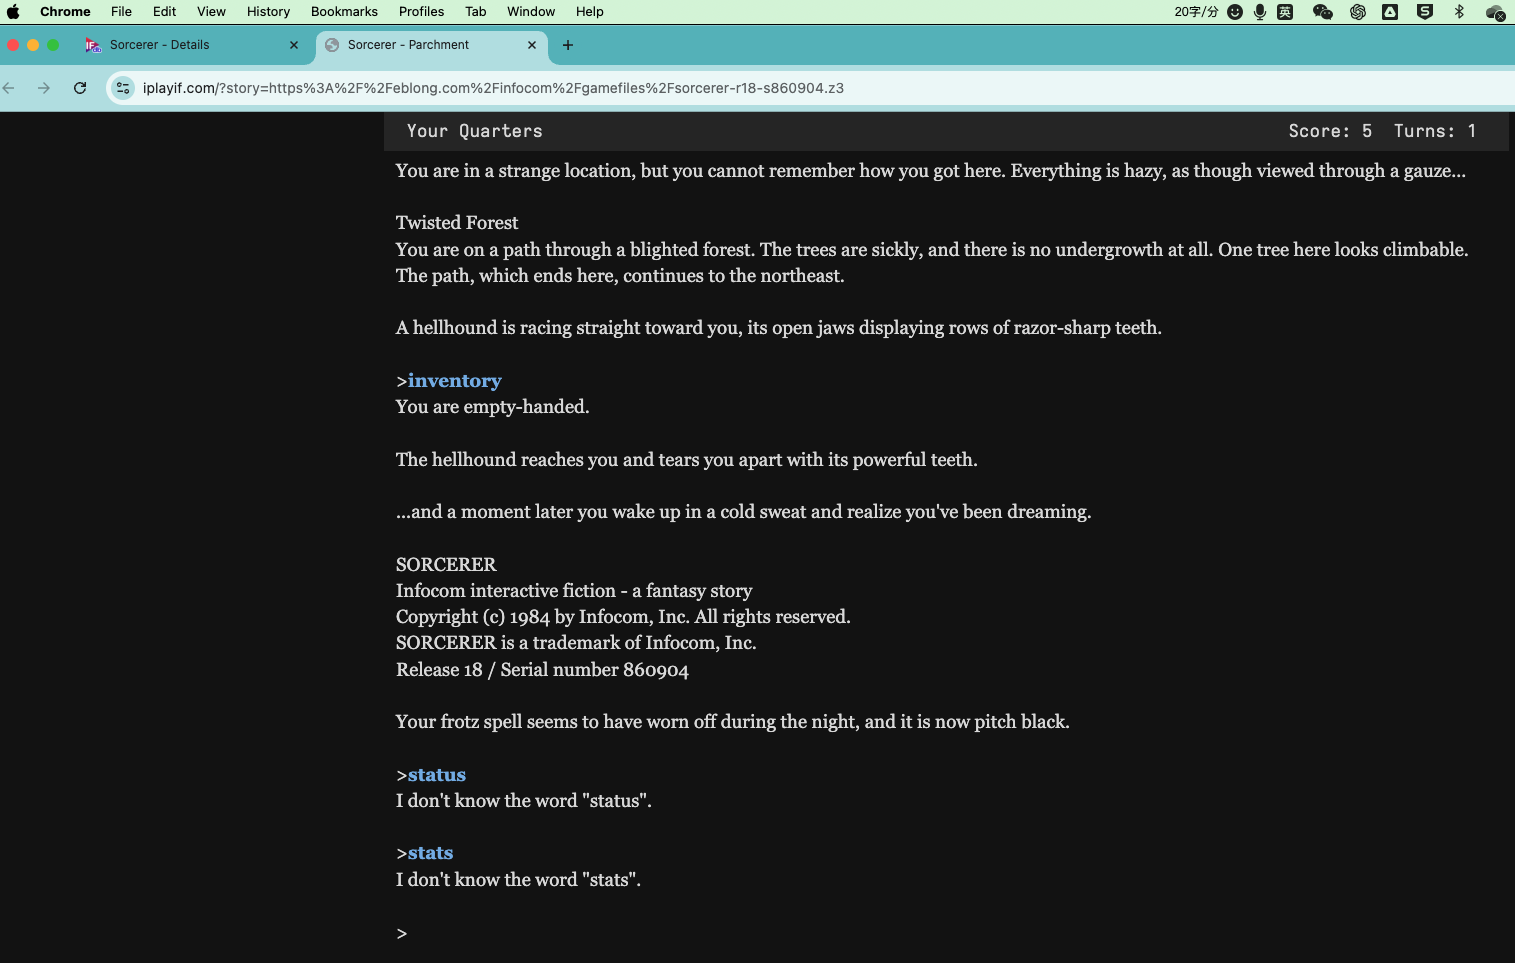 Chrome File Edit View History Bookmarks Profiles Tab Window Help 20字/分 英
Sorcerer - Details Sorcerer - Parchment
iplayif.com/?story=https%3A%2F%2Feblong.com%2Finfocom%2Fgamefiles%2Fsorcerer-r18-s860904.z3
Your Quarters Score: 5 Turns: 1
You are in a strange location, but you cannot remember how you got here. Everything is hazy, as though viewed through a gauze...
Twisted Forest
You are on a path through a blighted forest. The trees are sickly, and there is no undergrowth at all. One tree here looks climbable.
The path, which ends here, continues to the northeast.
A hellhound is racing straight toward you, its open jaws displaying rows of razor-sharp teeth.
>inventory
You are empty-handed.
The hellhound reaches you and tears you apart with its powerful teeth.
...and a moment later you wake up in a cold sweat and realize you've been dreaming.
SORCERER
Infocom interactive fiction - a fantasy story
Copyright (c) 1984 by Infocom, Inc. All rights reserved.
SORCERER is a trademark of Infocom, Inc.
Release 18 / Serial number 860904
Your frotz spell seems to have worn off during the night, and it is now pitch black.
>status
I don't know the word "status".
>stats
I don't know the word "stats".
>